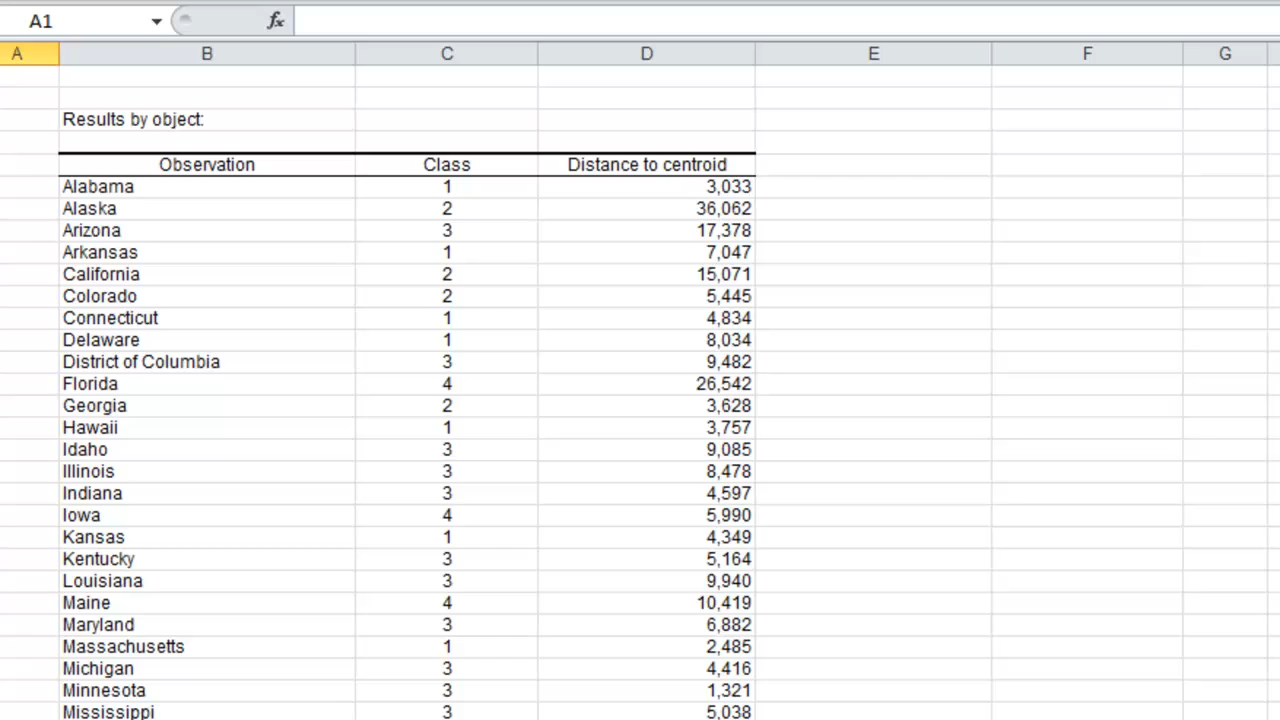 A1 fx
A B C D E F G
Results by object:
Observation Class Distance to centroid
Alabama 1 3,033
Alaska 2 36,062
Arizona 3 17,378
Arkansas 1 7,047
California 2 15,071
Colorado 2 5,445
Connecticut 1 4,834
Delaware 1 8,034
District of Columbia 3 9,482
Florida 4 26,542
Georgia 2 3,628
Hawaii 1 3,757
Idaho 3 9,085
Illinois 3 8,478
Indiana 3 4,597
Iowa 4 5,990
Kansas 1 4,349
Kentucky 3 5,164
Louisiana 3 9,940
Maine 4 10,419
Maryland 3 6,882
Massachusetts 1 2,485
Michigan 3 4,416
Minnesota 3 1,321
Mississippi 3 5,038